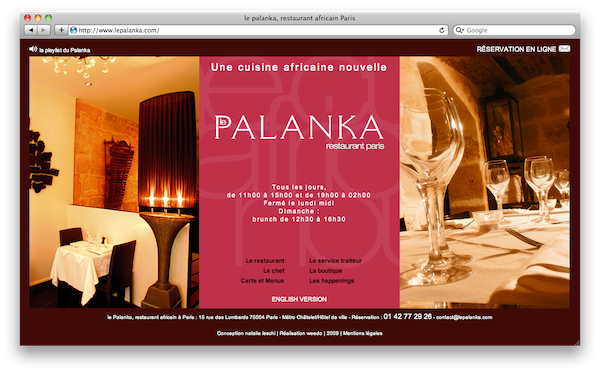 le palanka, restaurant africain Paris
http://www.lepalanka.com/
Google
la playlist du Palanka
RÉSERVATION EN LIGNE
Une cuisine africaine nouvelle
le PALANKA
restaurant paris
Tous les jours,
de 11h00 à 15h00 et de 19h00 à 02h00
Fermé le lundi midi
Dimanche :
brunch de 12h30 à 16h30
Le restaurant
Le service traiteur
Le chef
La boutique
Carte et Menus
Les happenings
ENGLISH VERSION
le Palanka, restaurant africain à Paris : 15 rue des Lombards 75004 Paris - Métro Châtelet/Hôtel de ville - Réservation : 01 42 77 29 26 - contact@lepalanka.com
Conception natalie leschi | Réalisation weedo | 2009 | Mentions légales